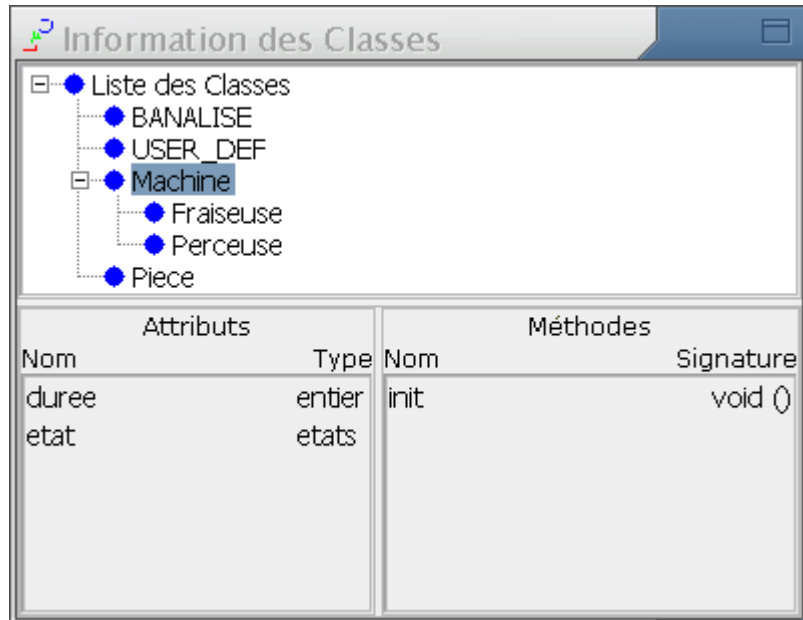 Information des Classes
Liste des Classes
BANALISE
USER_DEF
Machine
Fraiseuse
Perceuse
Piece
Attributs
Nom Type
duree entier
etat etats
Méthodes
Nom Signature
init void ()